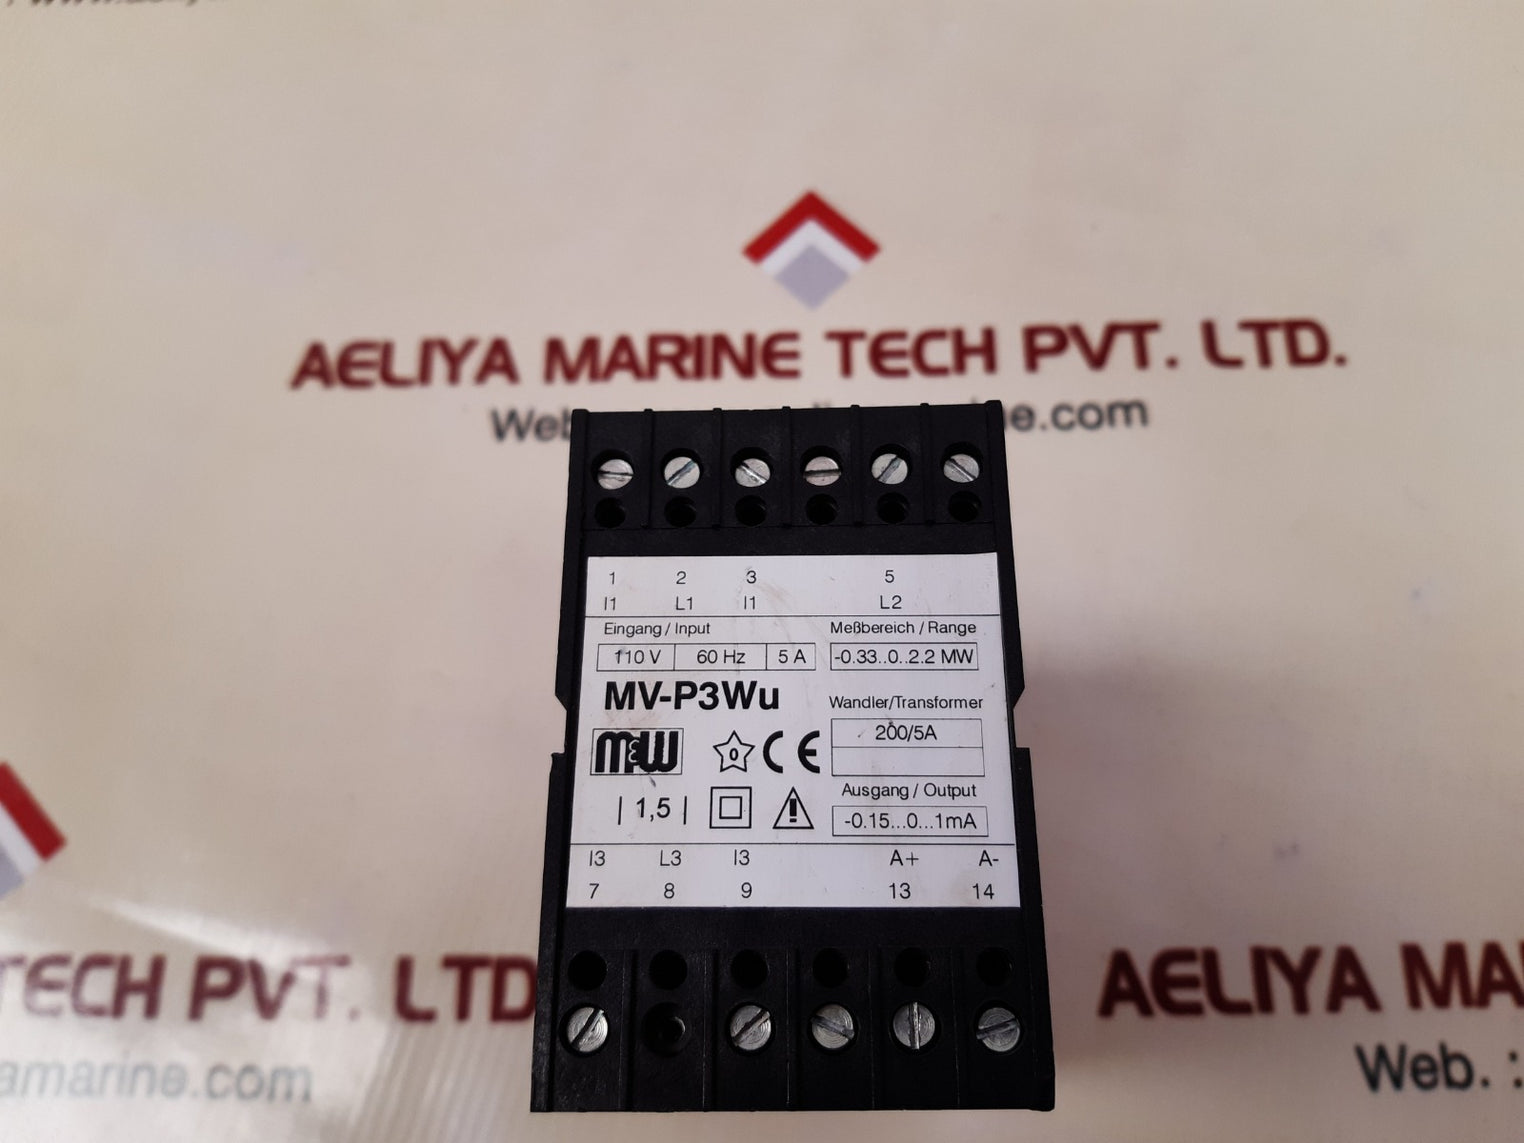 AELIYA MARINE TECH PVT. LTD.
.com
1 2 3 5
I1 L1 I1 L2
Eingang / Input Meßbereich / Range
110 V 60 Hz 5 A -0.33..0..2.2 MW
MV-P3Wu
Wandler/Transformer
200/5A
M&W 0 CE
Ausgang / Output
| 1,5 | -0.15...0...1mA
I3 L3 I3 A+ A-
7 8 9 13 14
TECH PVT. LTD
amarine.com
AELIYA MA
Web. :